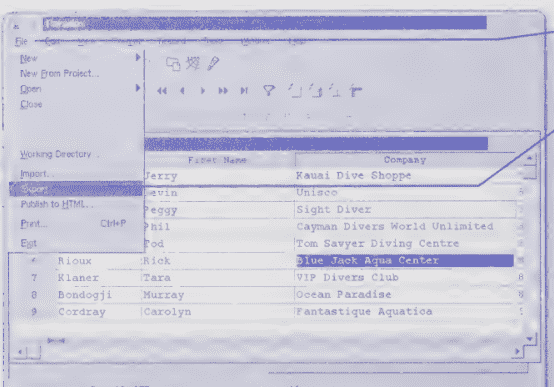 File
New
New From Project...
Open
Close
Working Directory...
Import...
Export...
Publish to HTML...
Print... Ctrl+P
Exit
First Name Company
Jerry Kauai Dive Shoppe
Kevin Unisco
Peggy Sight Diver
Phil Cayman Divers World Unlimited
Tom Sawyer Diving Centre
6 Rioux Rick Blue Jack Aqua Center
7 Klaner Tara VIP Divers Club
8 Bondogji Murray Ocean Paradise
9 Cordray Carolyn Fantastique Aquatica